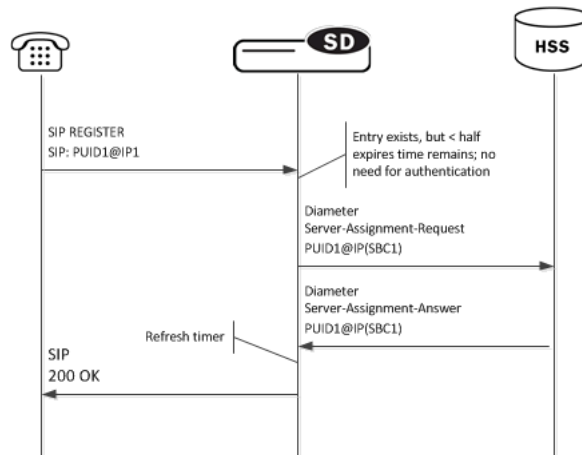 SD
HSS
SIP REGISTER
SIP: PUID1@IP1
Entry exists, but < half
expires time remains; no
need for authentication
Diameter
Server-Assignment-Request
PUID1@IP(SBC1)
Diameter
Server-Assignment-Answer
PUID1@IP(SBC1)
Refresh timer
SIP
200 OK